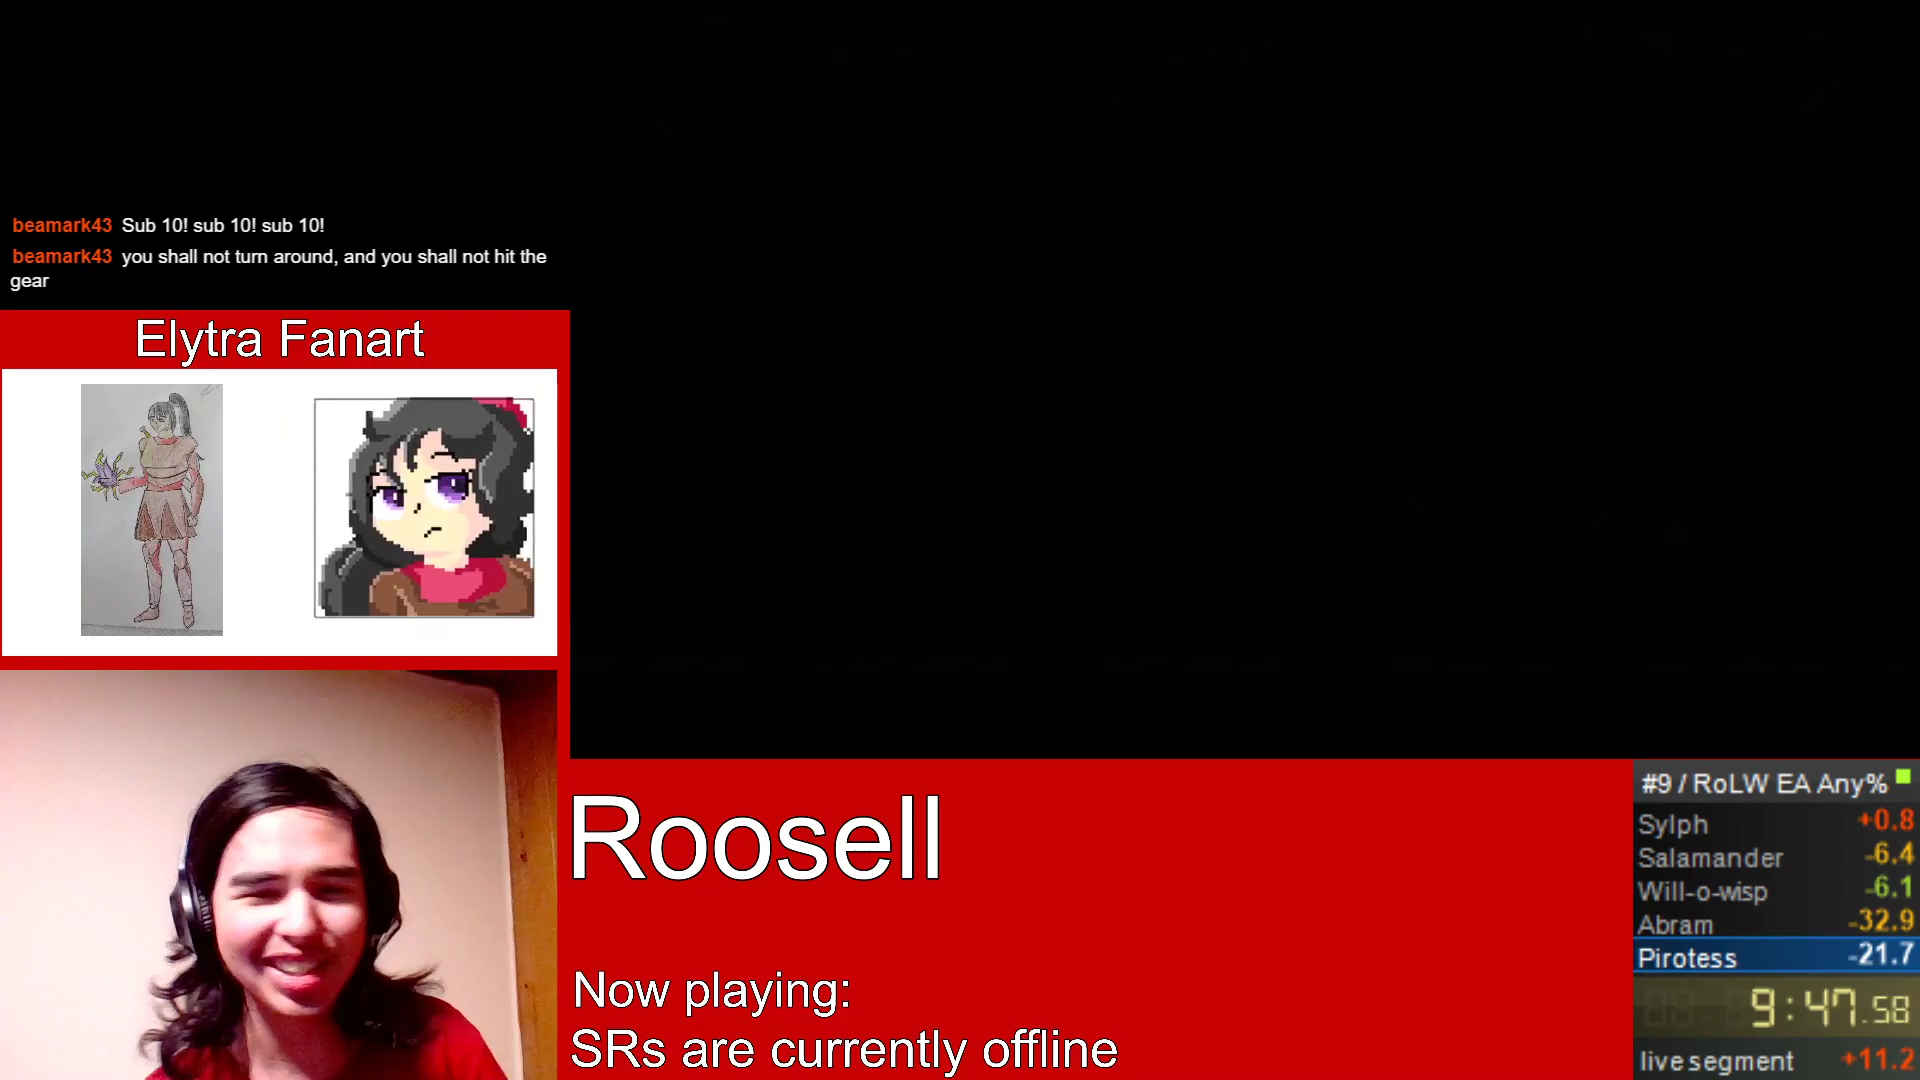 beamark43 Sub 10! sub 10! sub 10!
beamark43 you shall not turn around, and you shall not hit the
gear
Elytra Fanart
Roosell
Now playing:
SRs are currently offline
#9 / RoLW EA Any%
Sylph +0.8
Salamander -6.4
Will-o-wisp -6.1
Abram -32.9
Pirotess -21.7
9:47.58
live segment +11.2